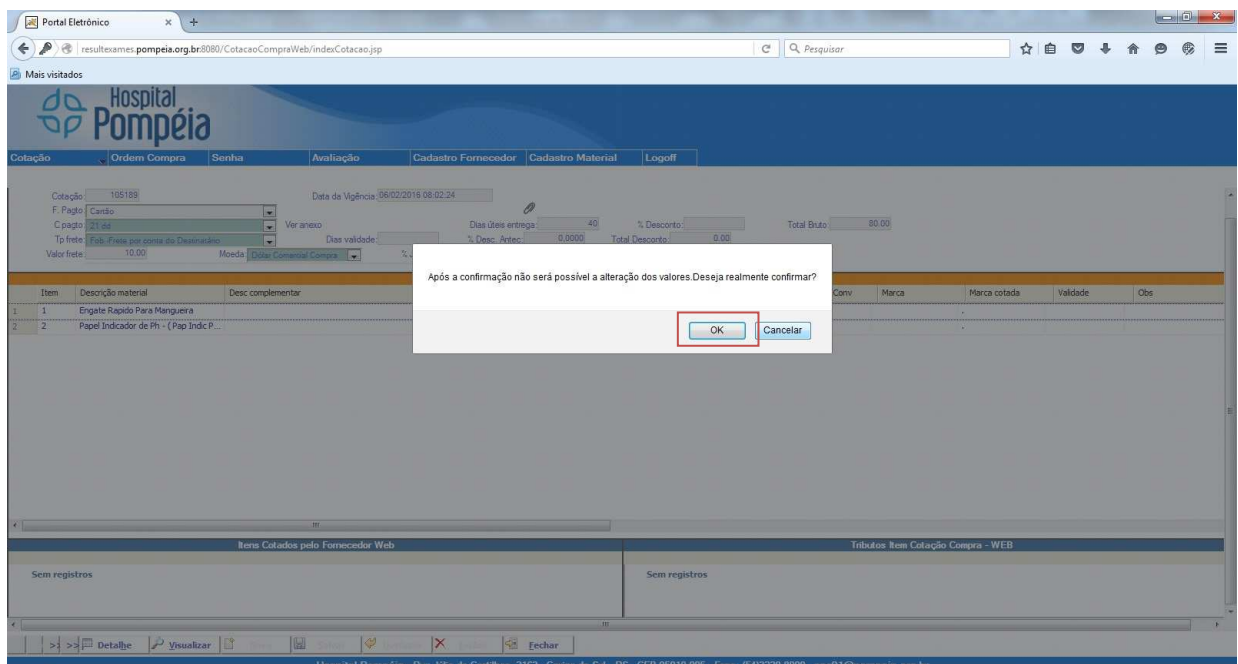 Portal Eletrônico
resultexames.pompeia.org.br:8080/CotacaoCompraWeb/indexCotacao.jsp
Pesquisar
Mais visitados
Hospital
Pompéia
Cotação Ordem Compra Senha Avaliação Cadastro Fornecedor Cadastro Material Logoff
Cotação: 105189 Data da Vigência: 06/02/2016 08:02:24
F. Pagto Cartão
C.pagto 21 dd Ver anexo Dias úteis entrega: 40 % Desconto: Total Bruto: 80.00
Tp frete Fob -Frete por conta do Destinatário Dias validade: % Desc. Antec: 0,0000 Total Desconto: 0.00
Valor frete: 10,00 Moeda: Dólar Comercial Compra
Após a confirmação não será possível a alteração dos valores.Deseja realmente confirmar?
OK Cancelar
Item Descrição material Desc complementar Conv Marca Marca cotada Validade Obs
1 1 Engate Rapido Para Mangueira
2 2 Papel Indicador de Ph - ( Pap Indic P...
Itens Cotados pelo Fornecedor Web
Tributos Item Cotação Compra - WEB
Sem registros
Sem registros
>> >> Detalhe Visualizar Fechar